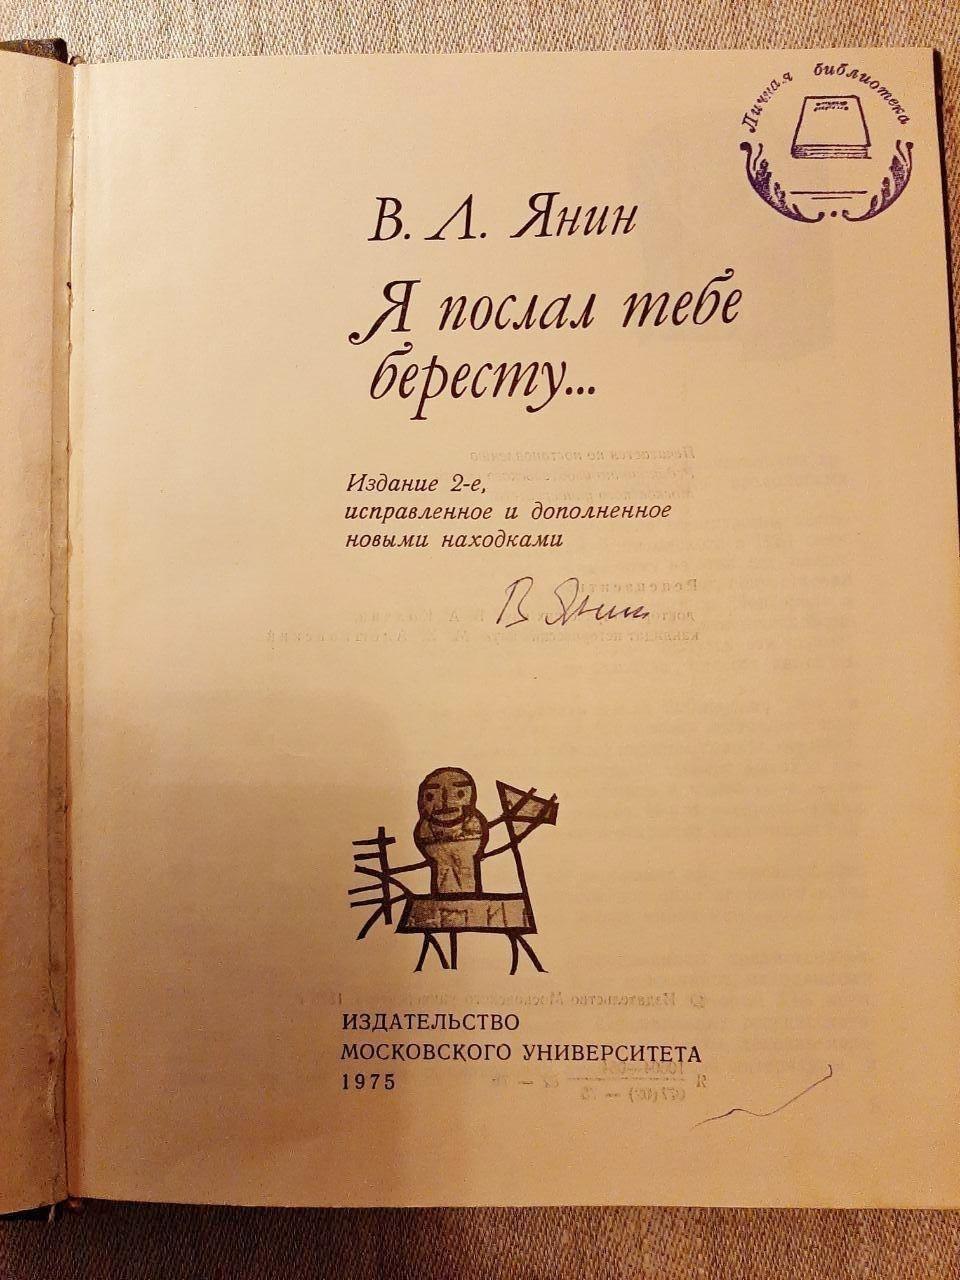 Личная библиотека
В. Л. Янин
Я послал тебе
бересту...
Издание 2-е,
исправленное и дополненное
новыми находками
В Янин
ИЗДАТЕЛЬСТВО
МОСКОВСКОГО УНИВЕРСИТЕТА
1975